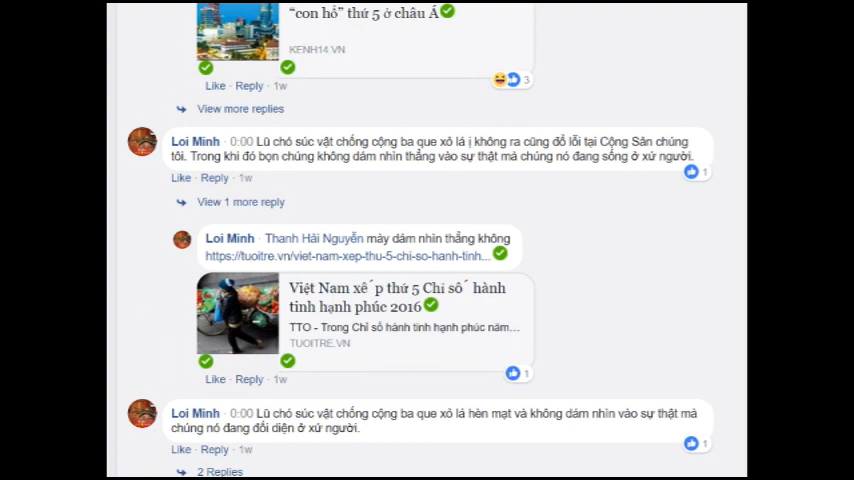 “con hổ” thứ 5 ở châu Á
KENH14.VN
3
Like · Reply · 1w
View more replies
Loi Minh · 0:00 Lũ chó súc vật chống cộng ba que xỏ lá ị không ra cũng đổ lỗi tại Cộng Sản chúng
tôi. Trong khi đó bọn chúng không dám nhìn thẳng vào sự thật mà chúng nó đang sống ở xứ người.
1
Like · Reply · 1w
View 1 more reply
Loi Minh · Thanh Hải Nguyễn mày dám nhìn thẳng không
https://tuoitre.vn/viet-nam-xep-thu-5-chi-so-hanh-tinh...
Việt Nam xếp thứ 5 Chỉ số hành
tinh hạnh phúc 2016
TTO - Trong Chỉ số hành tinh hạnh phúc năm...
TUOITRE.VN
1
Like · Reply · 1w
Loi Minh · 0:00 Lũ chó súc vật chống cộng ba que xỏ lá hèn mạt và không dám nhìn vào sự thật mà
chúng nó đang đối diện ở xứ người.
1
Like · Reply · 1w
2 Replies